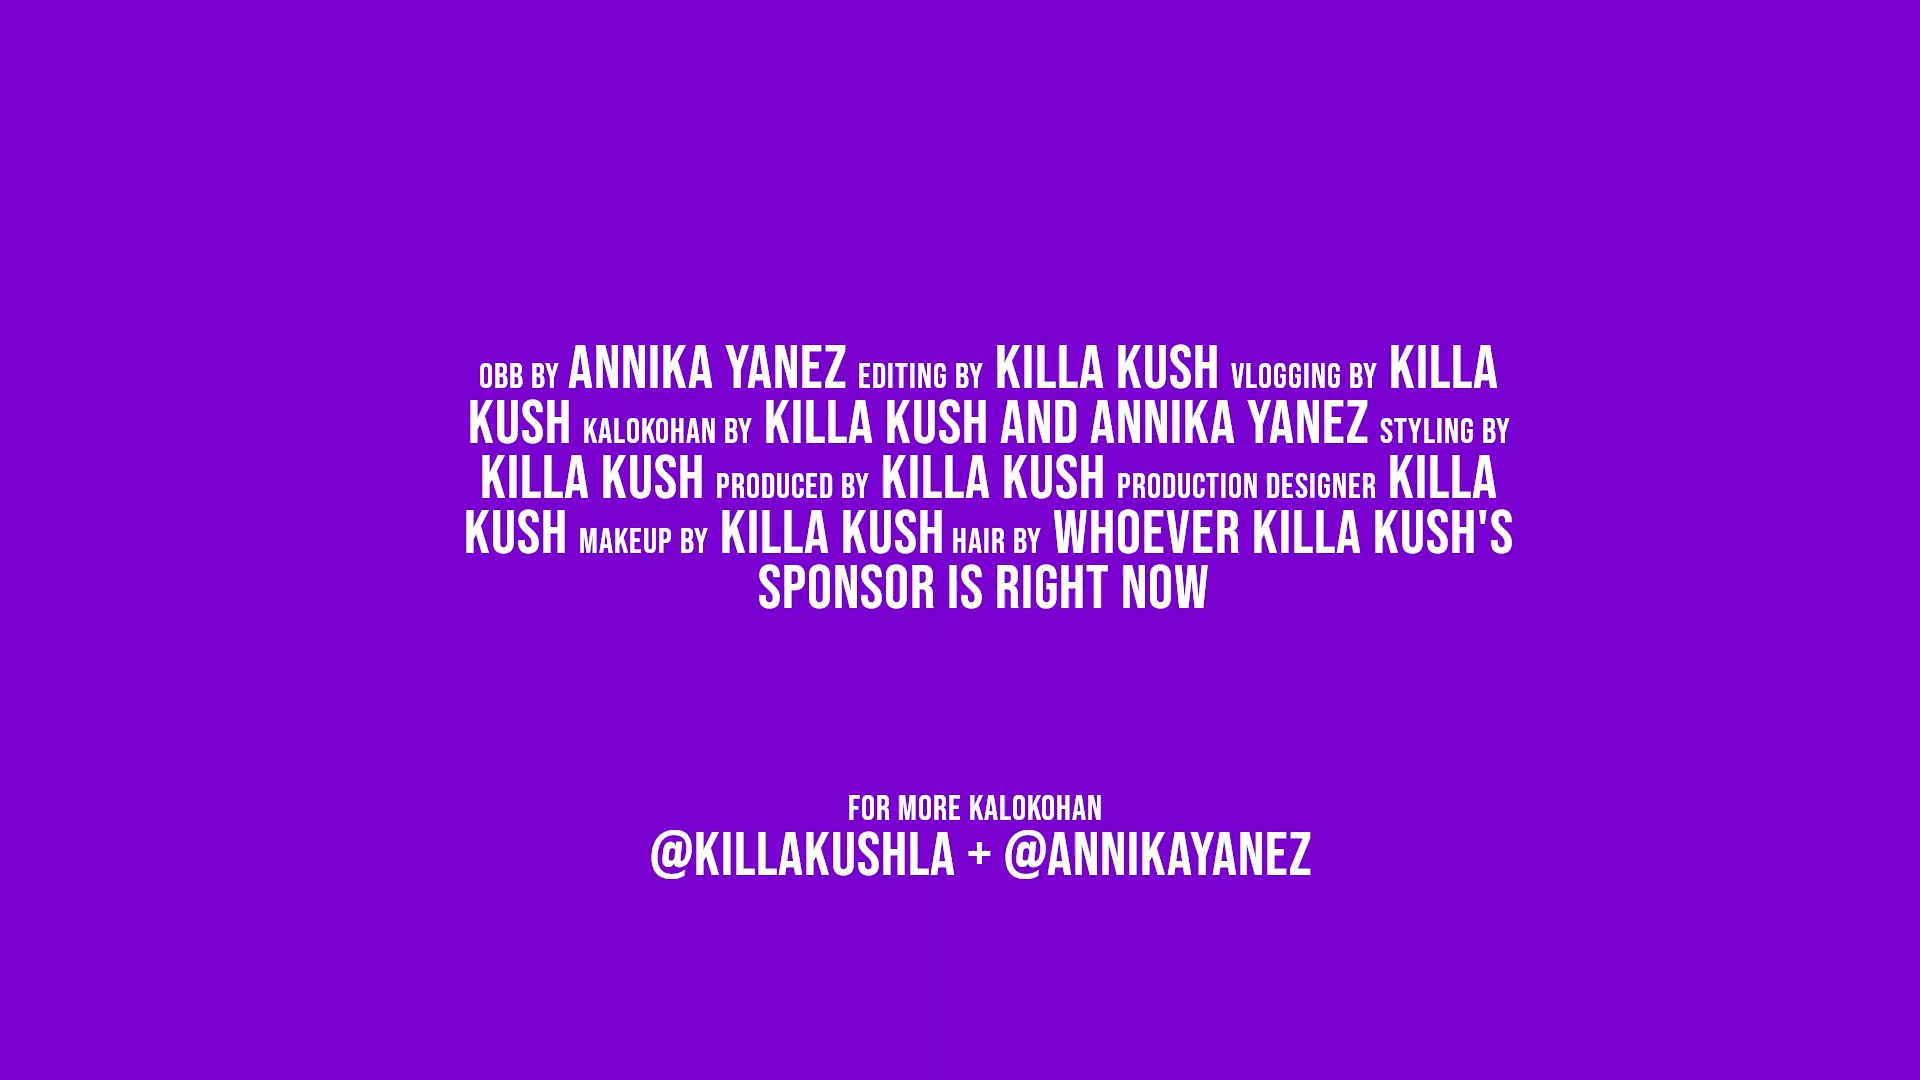 OBB BY ANNIKA YANEZ EDITING BY KILLA KUSH VLOGGING BY KILLA
KUSH KALOKOHAN BY KILLA KUSH AND ANNIKA YANEZ STYLING BY
KILLA KUSH PRODUCED BY KILLA KUSH PRODUCTION DESIGNER KILLA
KUSH MAKEUP BY KILLA KUSH HAIR BY WHOEVER KILLA KUSH'S
SPONSOR IS RIGHT NOW
FOR MORE KALOKOHAN
@KILLAKUSHLA + @ANNIKAYANEZ